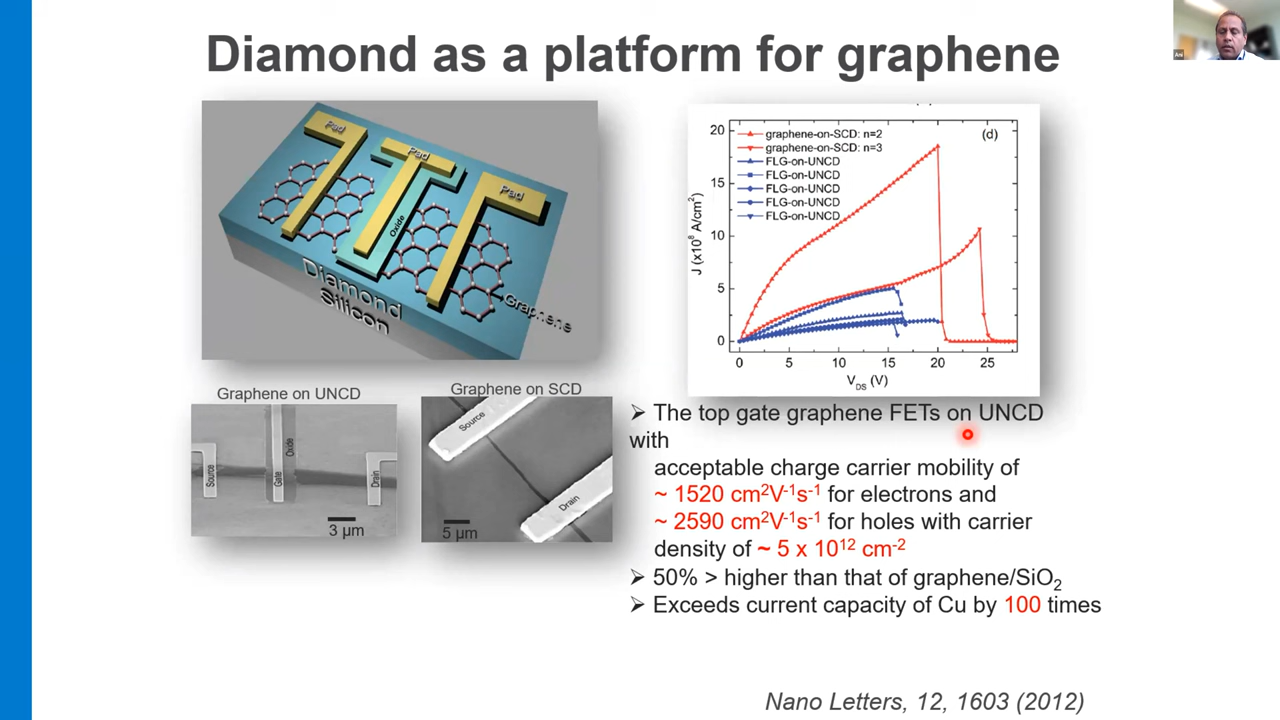 Diamond as a platform for graphene
Ani
Pad
Pad
Pad
Oxide
Diamond
Silicon
Graphene
graphene-on-SCD: n=2
graphene-on-SCD: n=3
FLG-on-UNCD
FLG-on-UNCD
FLG-on-UNCD
FLG-on-UNCD
FLG-on-UNCD
(d)
J (x10⁸ A/cm²)
20
15
10
5
0
0 5 10 15 20 25
V_DS (V)
Graphene on UNCD
Source
Gate
Oxide
Drain
3 µm
Graphene on SCD
Source
Drain
5 µm
➢ The top gate graphene FETs on UNCD
with
acceptable charge carrier mobility of
~ 1520 cm²V⁻¹s⁻¹ for electrons and
~ 2590 cm²V⁻¹s⁻¹ for holes with carrier
density of ~ 5 x 10¹² cm⁻²
➢ 50% > higher than that of graphene/SiO₂
➢ Exceeds current capacity of Cu by 100 times
Nano Letters, 12, 1603 (2012)